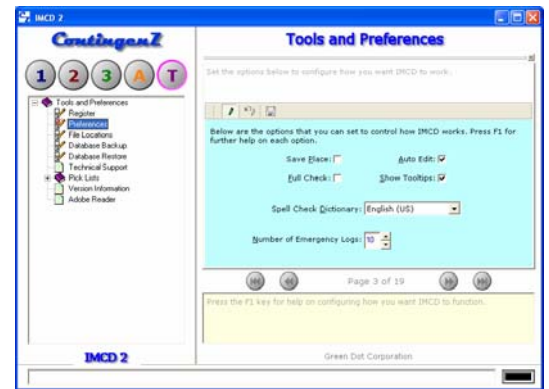 IMCD 2
ContingenZ
Tools and Preferences
1 2 3 A T
Set the options below to configure how you want IMCD to work.
Tools and Preferences
Register
Preferences
File Locations
Database Backup
Database Restore
Technical Support
Pick Lists
Version Information
Adobe Reader
Below are the options that you can set to control how IMCD works. Press F1 for
further help on each option.
Save Place:
Auto Edit:
Full Check:
Show Tooltips:
Spell Check Dictionary: English (US)
Number of Emergency Logs: 10
Page 3 of 19
Press the F1 key for help on configuring how you want IMCD to function.
IMCD 2
Green Dot Corporation